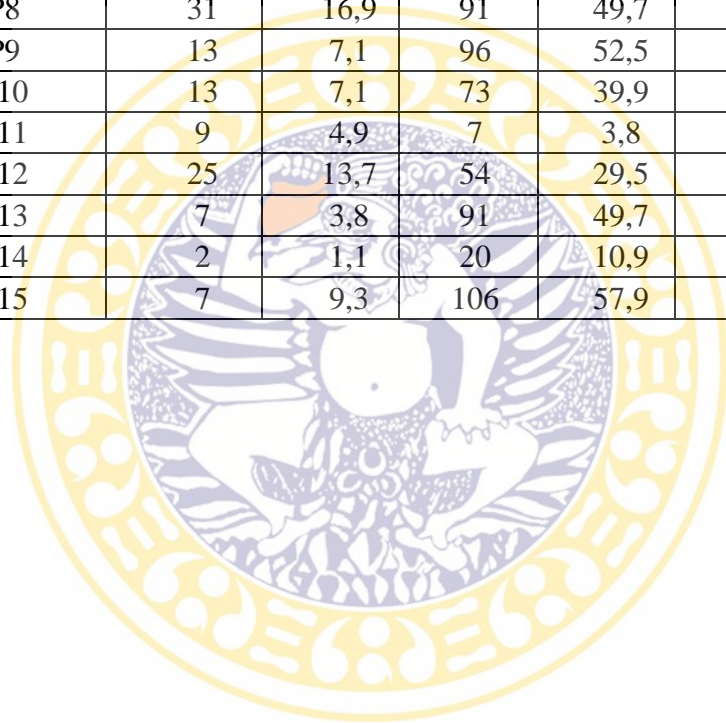 P8 31 16,9 91 49,7
P9 13 7,1 96 52,5
10 13 7,1 73 39,9
11 9 4,9 7 3,8
12 25 13,7 54 29,5
13 7 3,8 91 49,7
14 2 1,1 20 10,9
15 7 9,3 106 57,9